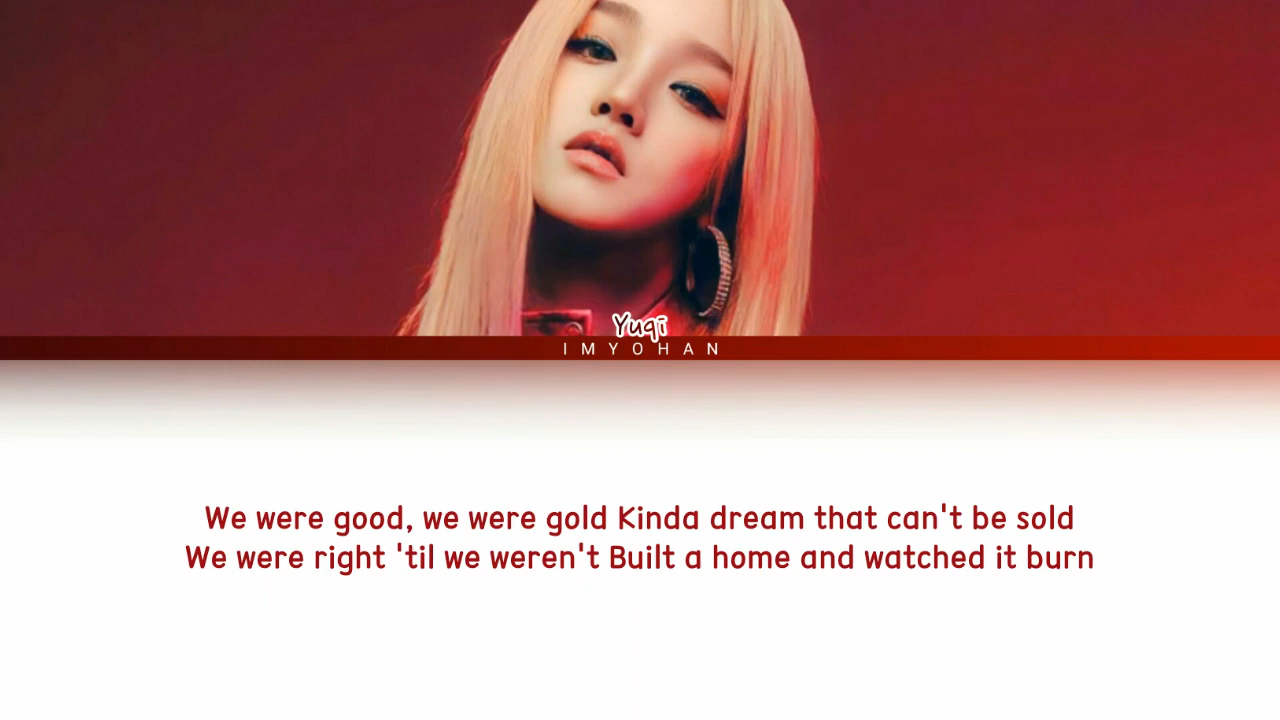 Yuqi
IMYOHAN
We were good, we were gold Kinda dream that can't be sold
We were right 'til we weren't Built a home and watched it burn